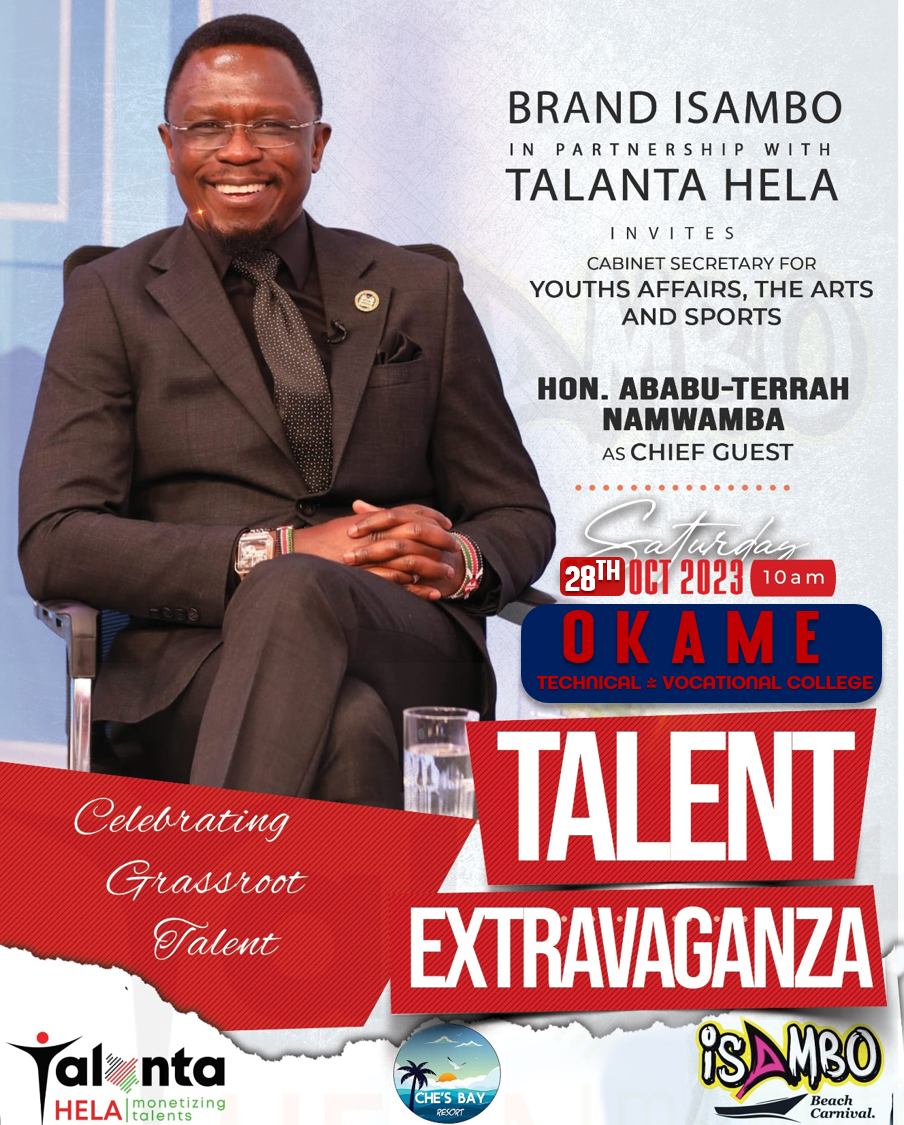 BRAND ISAMBO
IN PARTNERSHIP WITH
TALANTA HELA
INVITES
CABINET SECRETARY FOR
YOUTHS AFFAIRS, THE ARTS
AND SPORTS
HON. ABABU-TERRAH
NAMWAMBA
AS CHIEF GUEST
Saturday
28TH OCT 2023 10am
OKAME
TECHNICAL & VOCATIONAL COLLEGE
TALENT
EXTRAVAGANZA
Celebrating
Grassroot
Talent
Talanta
HELA monetizing
talents
CHE'S BAY
RESORT
iSAMBO
Beach
Carnival.